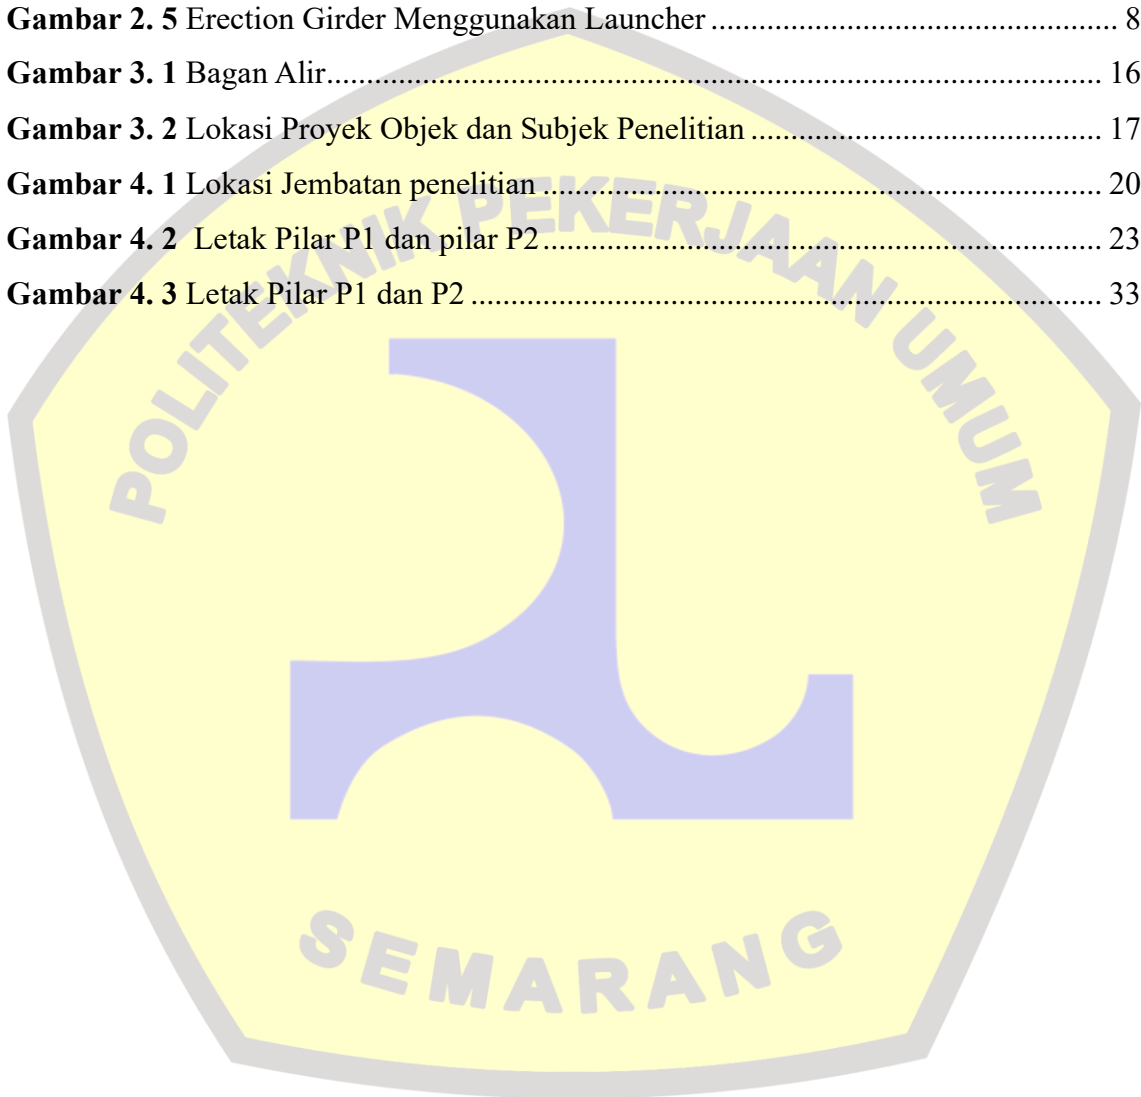 Gambar 2. 5 Erection Girder Menggunakan Launcher ........................................................ 8
Gambar 3. 1 Bagan Alir........................................................ 16
Gambar 3. 2 Lokasi Proyek Objek dan Subjek Penelitian ........................................................ 17
Gambar 4. 1 Lokasi Jembatan penelitian ........................................................ 20
Gambar 4. 2  Letak Pilar P1 dan pilar P2 ........................................................ 23
Gambar 4. 3 Letak Pilar P1 dan P2 ........................................................ 33
POLITEKNIK PEKERJAAN UMUM
SEMARANG